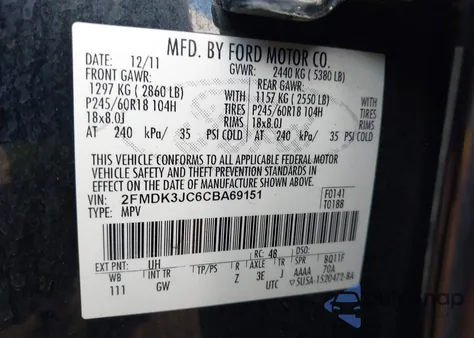 MFD. BY FORD MOTOR CO.
DATE: 12/11 GVWR: 2440 KG ( 5380 LB)
FRONT GAWR: REAR GAWR:
1297 KG ( 2860 LB) 1157 KG ( 2550 LB)
P245/60R18 104H TIRES P245/60R18 104H TIRES
18x8.0J RIMS 18x8.0J RIMS
AT 240 kPa/ 35 PSI COLD AT 240 kPa/ 35 PSI COLD
THIS VEHICLE CONFORMS TO ALL APPLICABLE FEDERAL MOTOR
VEHICLE SAFETY AND THEFT PREVENTION STANDARDS IN EFFECT ON THE DATE OF MANUFACTURE SHOWN ABOVE.
VIN: 2FMDK3JC6CBA69151 F0141
TYPE: MPV T0188
EXT PNT: UH RC: 48 DSO:
WB INT TR TP/PS R AXLE TR SPR BQ11F
111 GW Z 3E J AAAA 70A
UTC